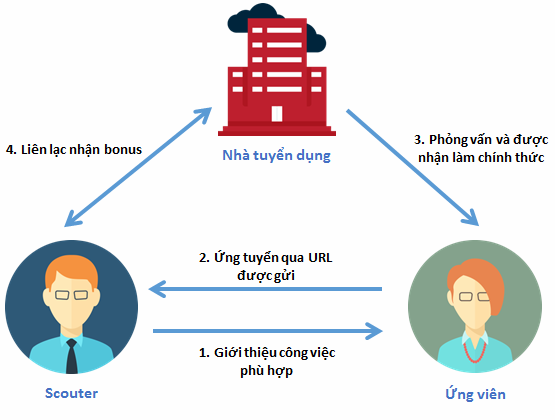 Nhà tuyển dụng
4. Liên lạc nhận bonus
3. Phỏng vấn và được
nhận làm chính thức
2. Ứng tuyển qua URL
được gửi
1. Giới thiệu công việc
phù hợp
Scouter
Ứng viên